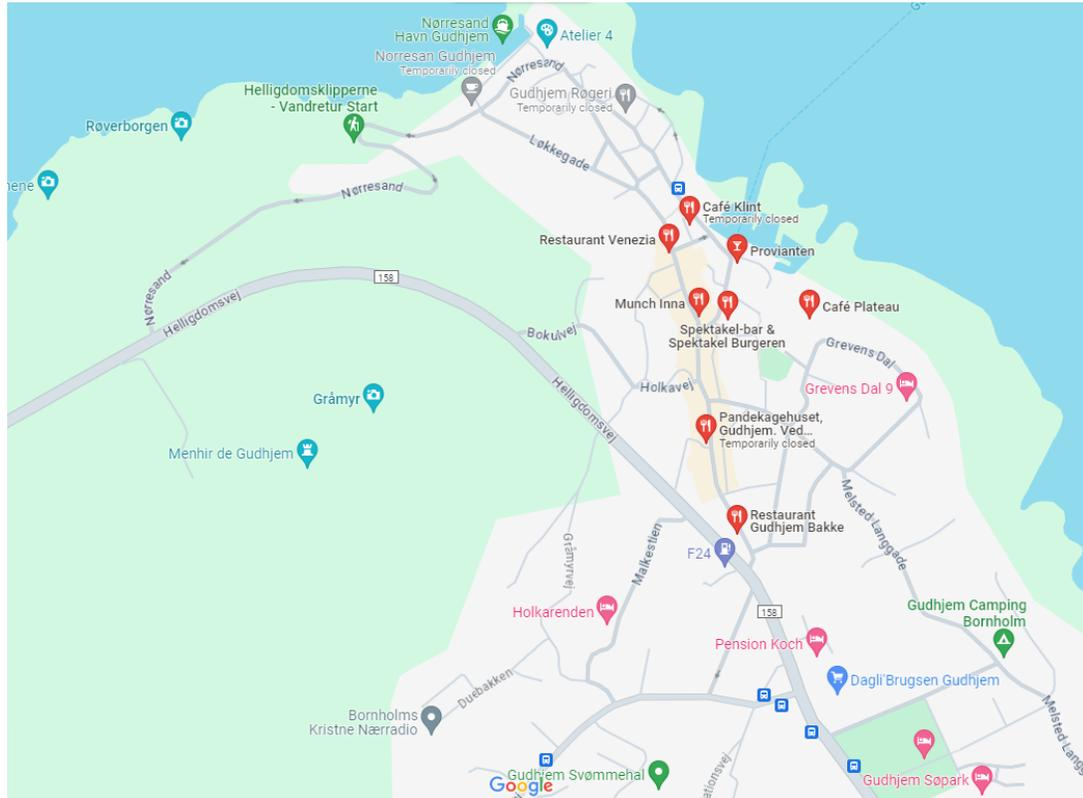 Nørresand
Havn Gudhjem
Atelier 4
Norresan Gudhjem
Temporarily closed
Nørresand
Helligdomsklipperne
- Vandretur Start
Gudhjem Røgeri
Temporarily closed
Røverborgen
Løkkegade
nene
Nørresand
Café Klint
Temporarily closed
Restaurant Venezia
Provianten
158
Nørresand
Helligdomsvej
Munch Inna
Café Plateau
Spektakel-bar &
Spektakel Burgeren
Bokulvej
Grevens Dal
Holkavej
Grevens Dal 9
Helligdomsvej
Gråmyr
Pandekagehuset,
Gudhjem. Ved...
Temporarily closed
Menhir de Gudhjem
Melsted Langgade
Restaurant
Gudhjem Bakke
F24
Malkestien
Gråmyrvej
Holkarenden
158
Gudhjem Camping
Bornholm
Pension Koch
Dagli'Brugsen Gudhjem
Duebakken
Bornholms
Kristne Nærradio
Melsted Langg
Gudhjem Svømmehal
Google
ationsvej
Gudhjem Søpark